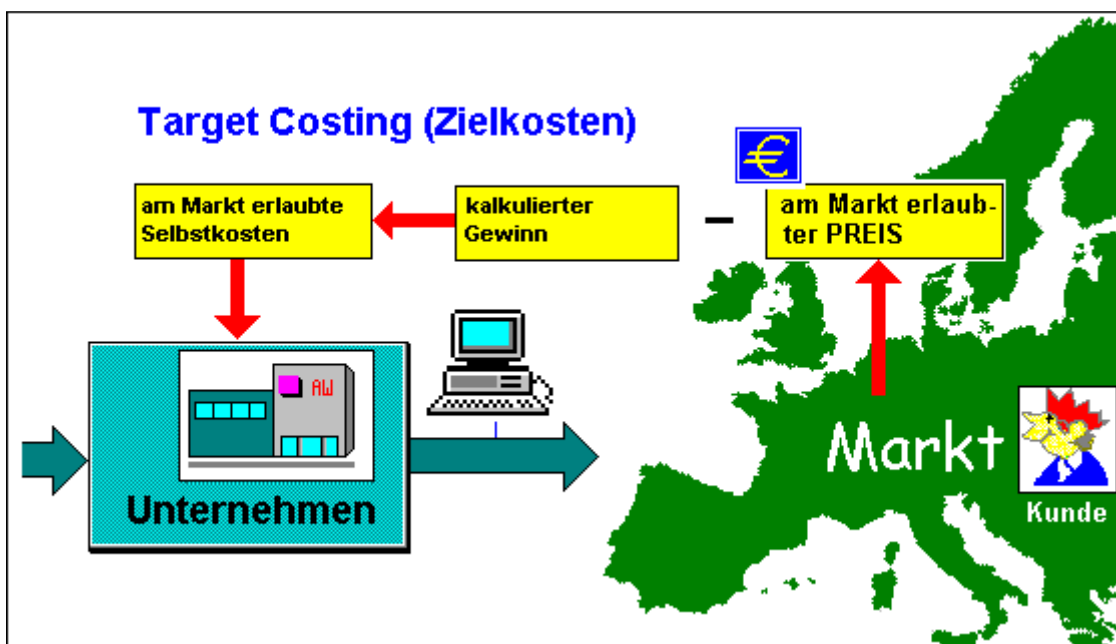 Target Costing (Zielkosten)
€
am Markt erlaubte
Selbstkosten
kalkulierter
Gewinn
–
am Markt erlaub-
ter PREIS
AW
Unternehmen
Markt
Kunde